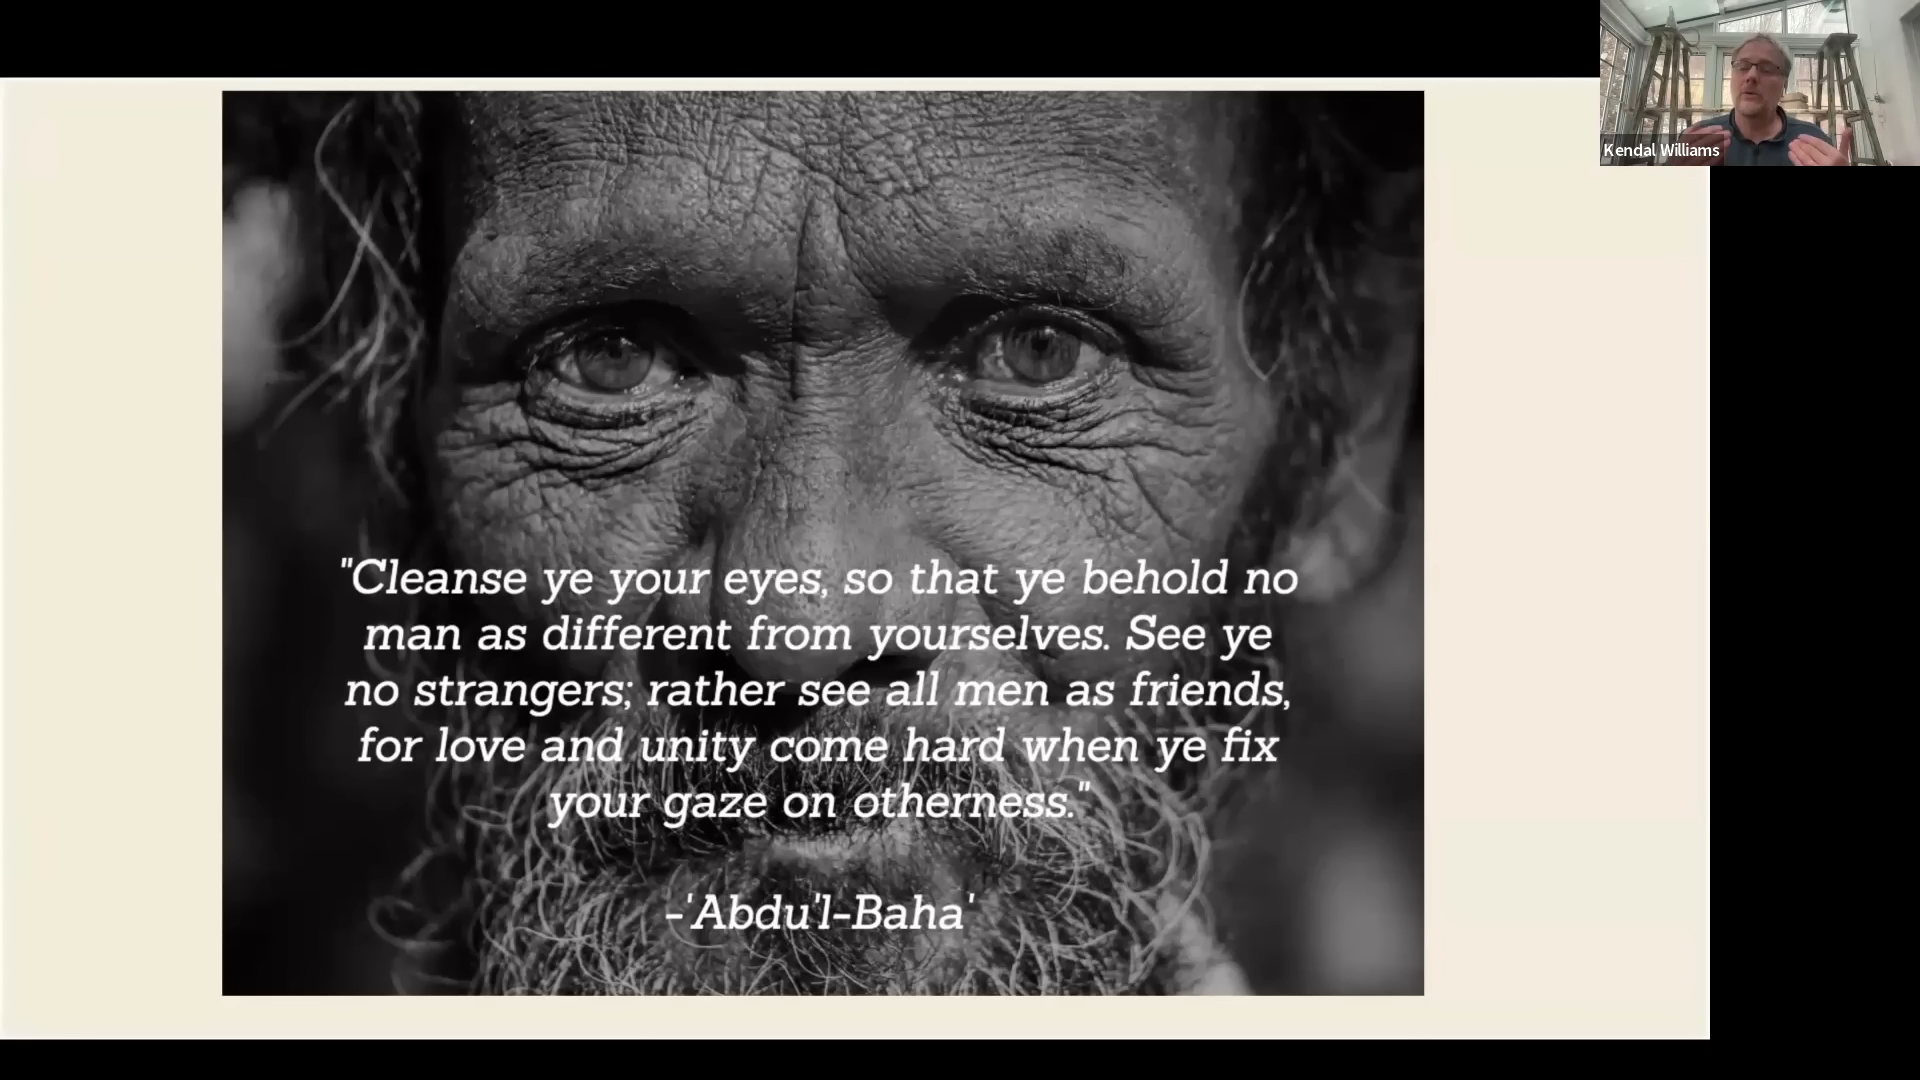 Kendal Williams
"Cleanse ye your eyes, so that ye behold no
man as different from yourselves. See ye
no strangers; rather see all men as friends,
for love and unity come hard when ye fix
your gaze on otherness."
-'Abdu'l-Baha'